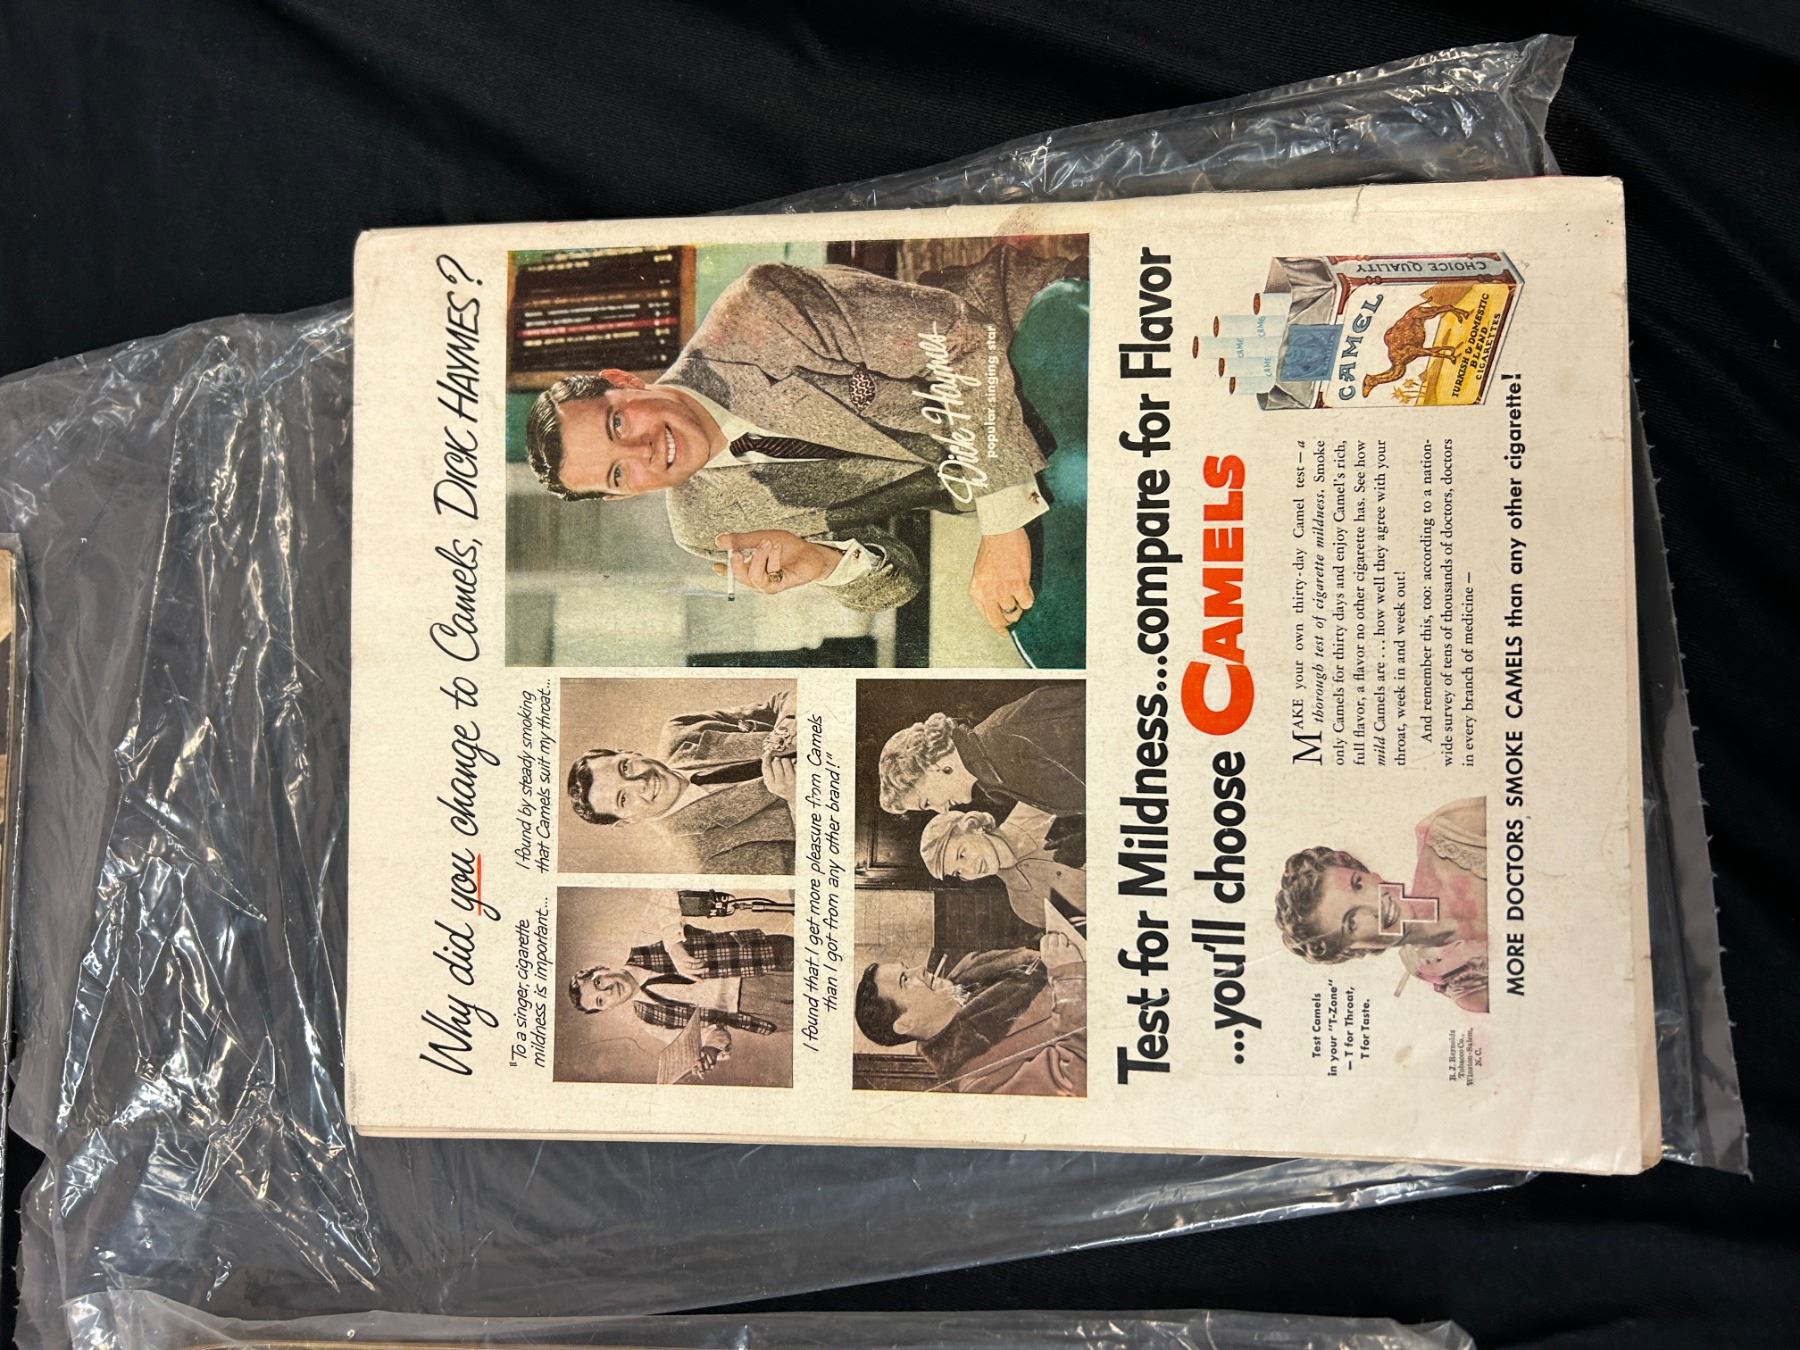 Why did you change to Camels, DICK HAYMES?
"To a singer, cigarette
mildness is important...
I found by steady smoking
that Camels suit my throat...
NBC
I found that I get more pleasure from Camels
than I got from any other brand!"
Dick Haymes
popular singing star
Test for Mildness...compare for Flavor
...you'll choose CAMELS
Test Camels
in your "T-Zone"
— T for Throat,
T for Taste.
R. J. Reynolds
Tobacco Co.,
Winston-Salem,
N. C.
MAKE your own thirty-day Camel test — a
thorough test of cigarette mildness. Smoke
only Camels for thirty days and enjoy Camel's rich,
full flavor, a flavor no other cigarette has. See how
mild Camels are . . . how well they agree with your
throat, week in and week out!
And remember this, too: according to a nation-
wide survey of tens of thousands of doctors, doctors
in every branch of medicine —
CAMEL
TURKISH & DOMESTIC
BLEND
CIGARETTES
CHOICE QUALITY
MORE DOCTORS SMOKE CAMELS than any other cigarette!